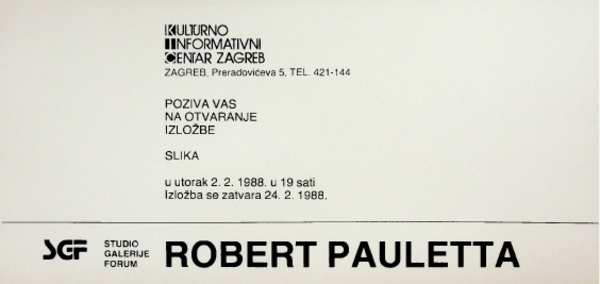 KULTURNO
INFORMATIVNI
CENTAR ZAGREB
ZAGREB, Preradovićeva 5, TEL. 421-144
POZIVA VAS
NA OTVARANJE
IZLOŽBE
SLIKA
u utorak 2. 2. 1988. u 19 sati
Izložba se zatvara 24. 2. 1988.
SGF STUDIO
GALERIJE
FORUM
ROBERT PAULETTA